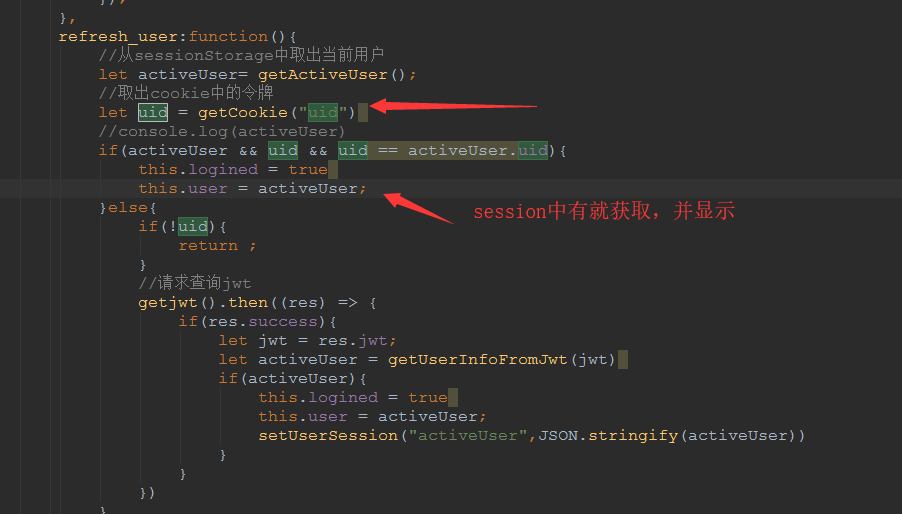 });
},
refresh_user:function(){
//从sessionStorage中取出当前用户
let activeUser= getActiveUser();
//取出cookie中的令牌
let uid = getCookie("uid")
//console.log(activeUser)
if(activeUser && uid && uid == activeUser.uid){
this.logined = true
this.user = activeUser;
session中有就获取，并显示
}else{
if(!uid){
return ;
}
//请求查询jwt
getjwt().then((res) => {
if(res.success){
let jwt = res.jwt;
let activeUser = getUserInfoFromJwt(jwt)
if(activeUser){
this.logined = true
this.user = activeUser;
setUserSession("activeUser",JSON.stringify(activeUser))
}
}
})
}